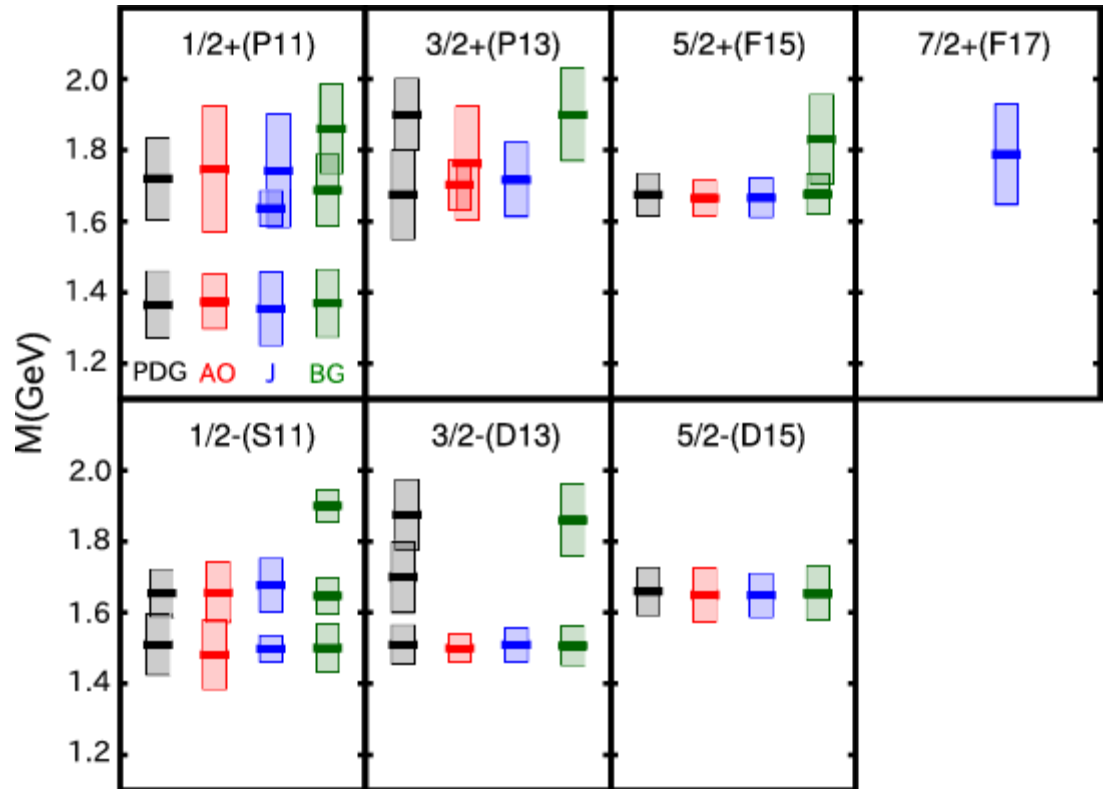 1/2+(P11) 3/2+(P13) 5/2+(F15) 7/2+(F17)
2.0
1.8
1.6
1.4
1.2
PDG AO J BG
M(GeV)
1/2-(S11) 3/2-(D13) 5/2-(D15)
2.0
1.8
1.6
1.4
1.2